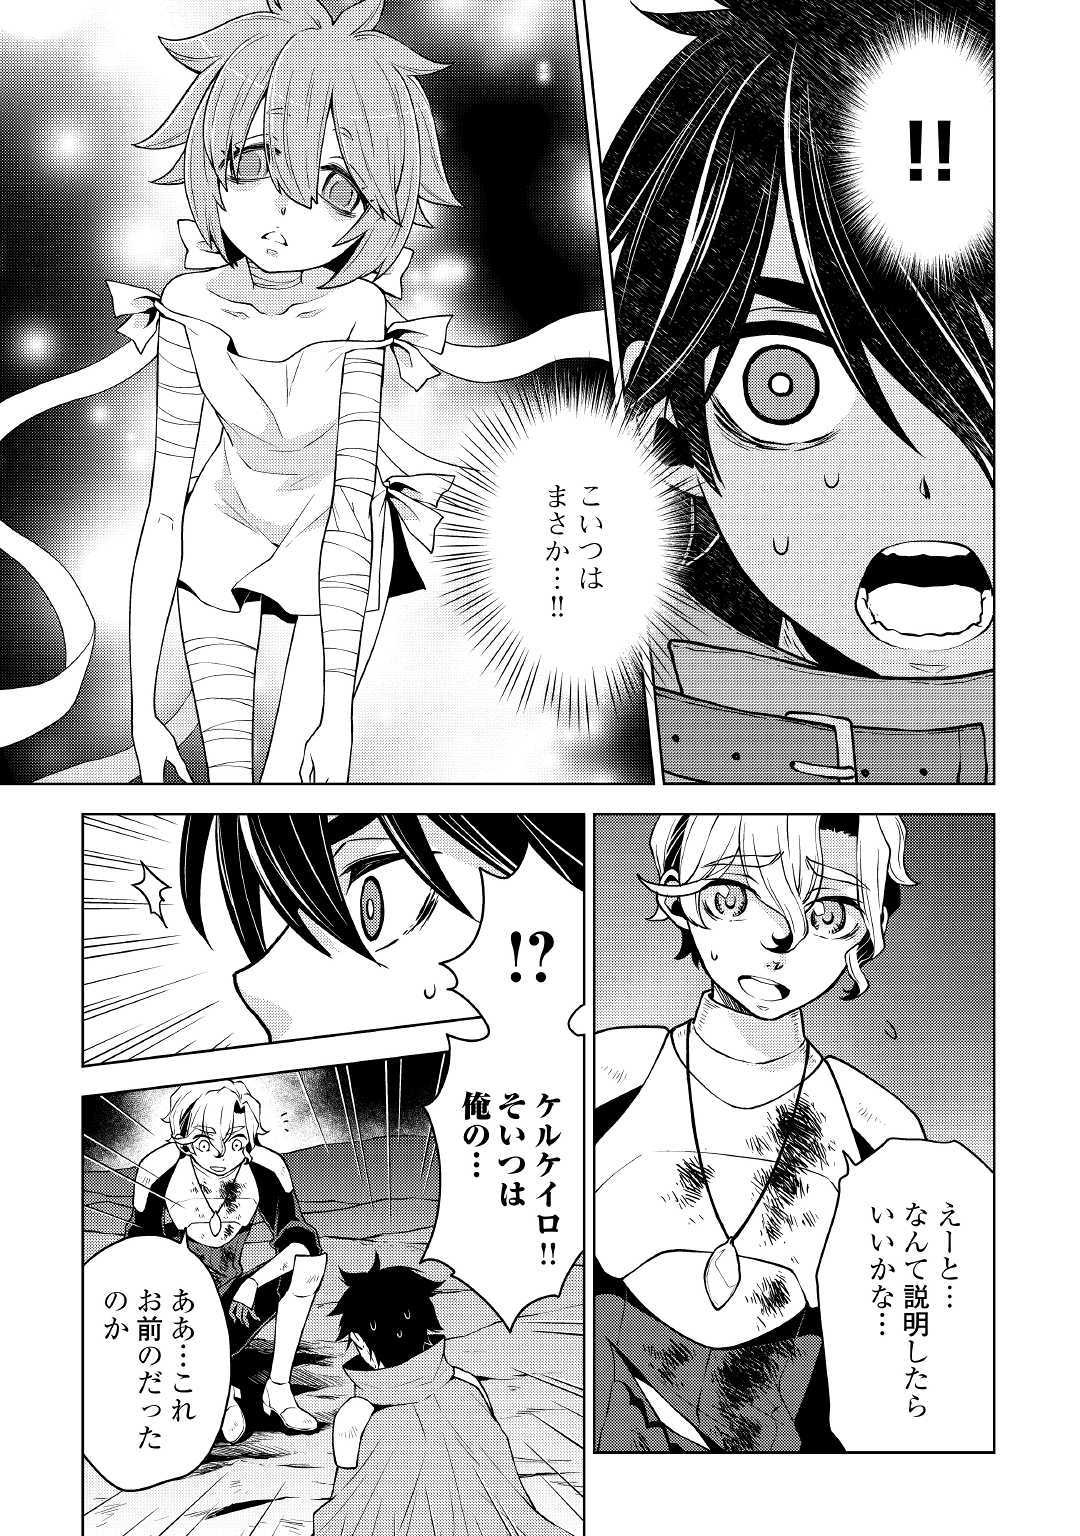 !!
こいつは
まさか…!!
えーと…
なんて説明したら
いいかな…
!?
ケルケイロ!!
そいつは
俺の…
ああ…これ
お前のだった
のか